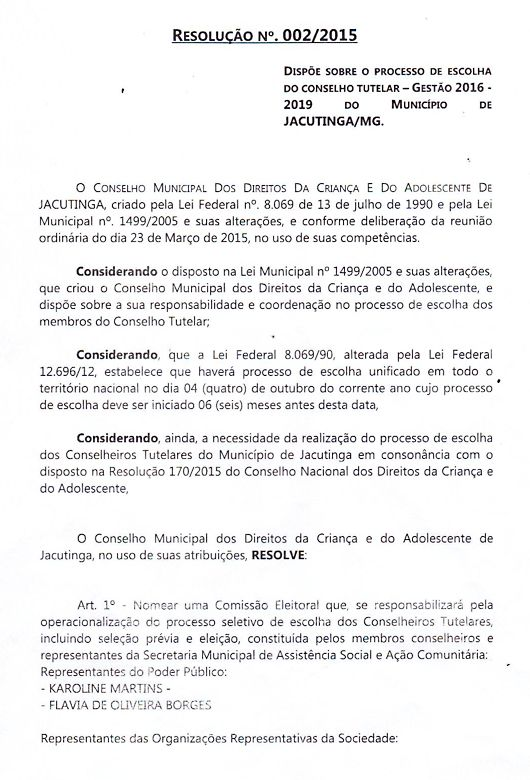 RESOLUÇÃO Nº. 002/2015
DISPÕE SOBRE O PROCESSO DE ESCOLHA
DO CONSELHO TUTELAR – GESTÃO 2016 -
2019 DO MUNICÍPIO DE
JACUTINGA/MG.
O CONSELHO MUNICIPAL DOS DIREITOS DA CRIANÇA E DO ADOLESCENTE DE
JACUTINGA, criado pela Lei Federal nº. 8.069 de 13 de julho de 1990 e pela Lei
Municipal nº. 1499/2005 e suas alterações, e conforme deliberação da reunião
ordinária do dia 23 de Março de 2015, no uso de suas competências.
Considerando o disposto na Lei Municipal nº 1499/2005 e suas alterações,
que criou o Conselho Municipal dos Direitos da Criança e do Adolescente, e
dispõe sobre a sua responsabilidade e coordenação no processo de escolha dos
membros do Conselho Tutelar;
Considerando, que a Lei Federal 8.069/90, alterada pela Lei Federal
12.696/12, estabelece que haverá processo de escolha unificado em todo o
território nacional no dia 04 (quatro) de outubro do corrente ano cujo processo
de escolha deve ser iniciado 06 (seis) meses antes desta data,
Considerando, ainda, a necessidade da realização do processo de escolha
dos Conselheiros Tutelares do Município de Jacutinga em consonância com o
disposto na Resolução 170/2015 do Conselho Nacional dos Direitos da Criança e
do Adolescente,
O Conselho Municipal dos Direitos da Criança e do Adolescente de
Jacutinga, no uso de suas atribuições, RESOLVE:
Art. 1º - Nomear uma Comissão Eleitoral que, se responsabilizará pela
operacionalização do processo seletivo de escolha dos Conselheiros Tutelares,
incluindo seleção prévia e eleição, constituída pelos membros conselheiros e
representantes da Secretaria Municipal de Assistência Social e Ação Comunitária:
Representantes do Poder Público:
- KAROLINE MARTINS -
- FLAVIA DE OLIVEIRA BORGES
Representantes das Organizações Representativas da Sociedade: